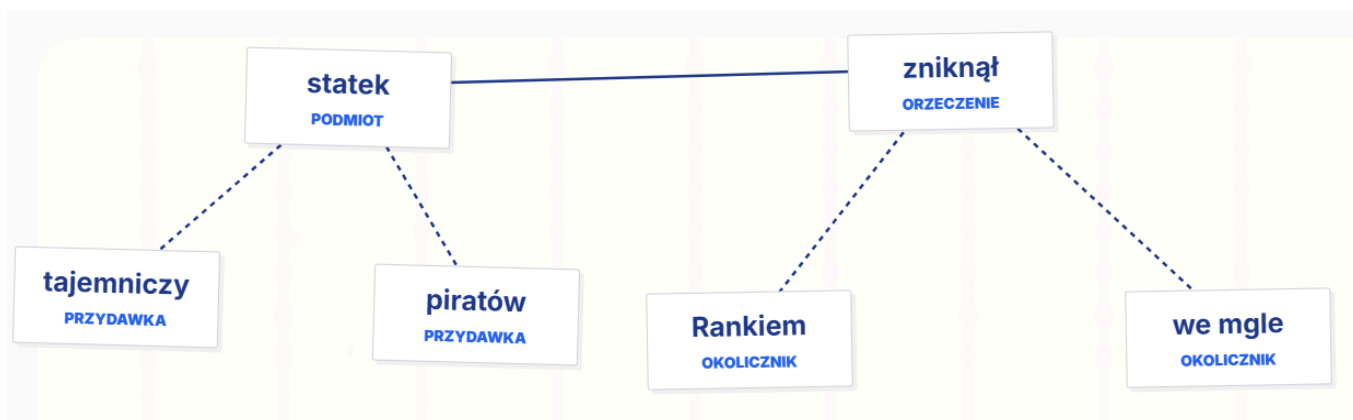 statek
PODMIOT
zniknął
ORZECZENIE
tajemniczy
PRZYDAWKA
piratów
PRZYDAWKA
Rankiem
OKOLICZNIK
we mgle
OKOLICZNIK